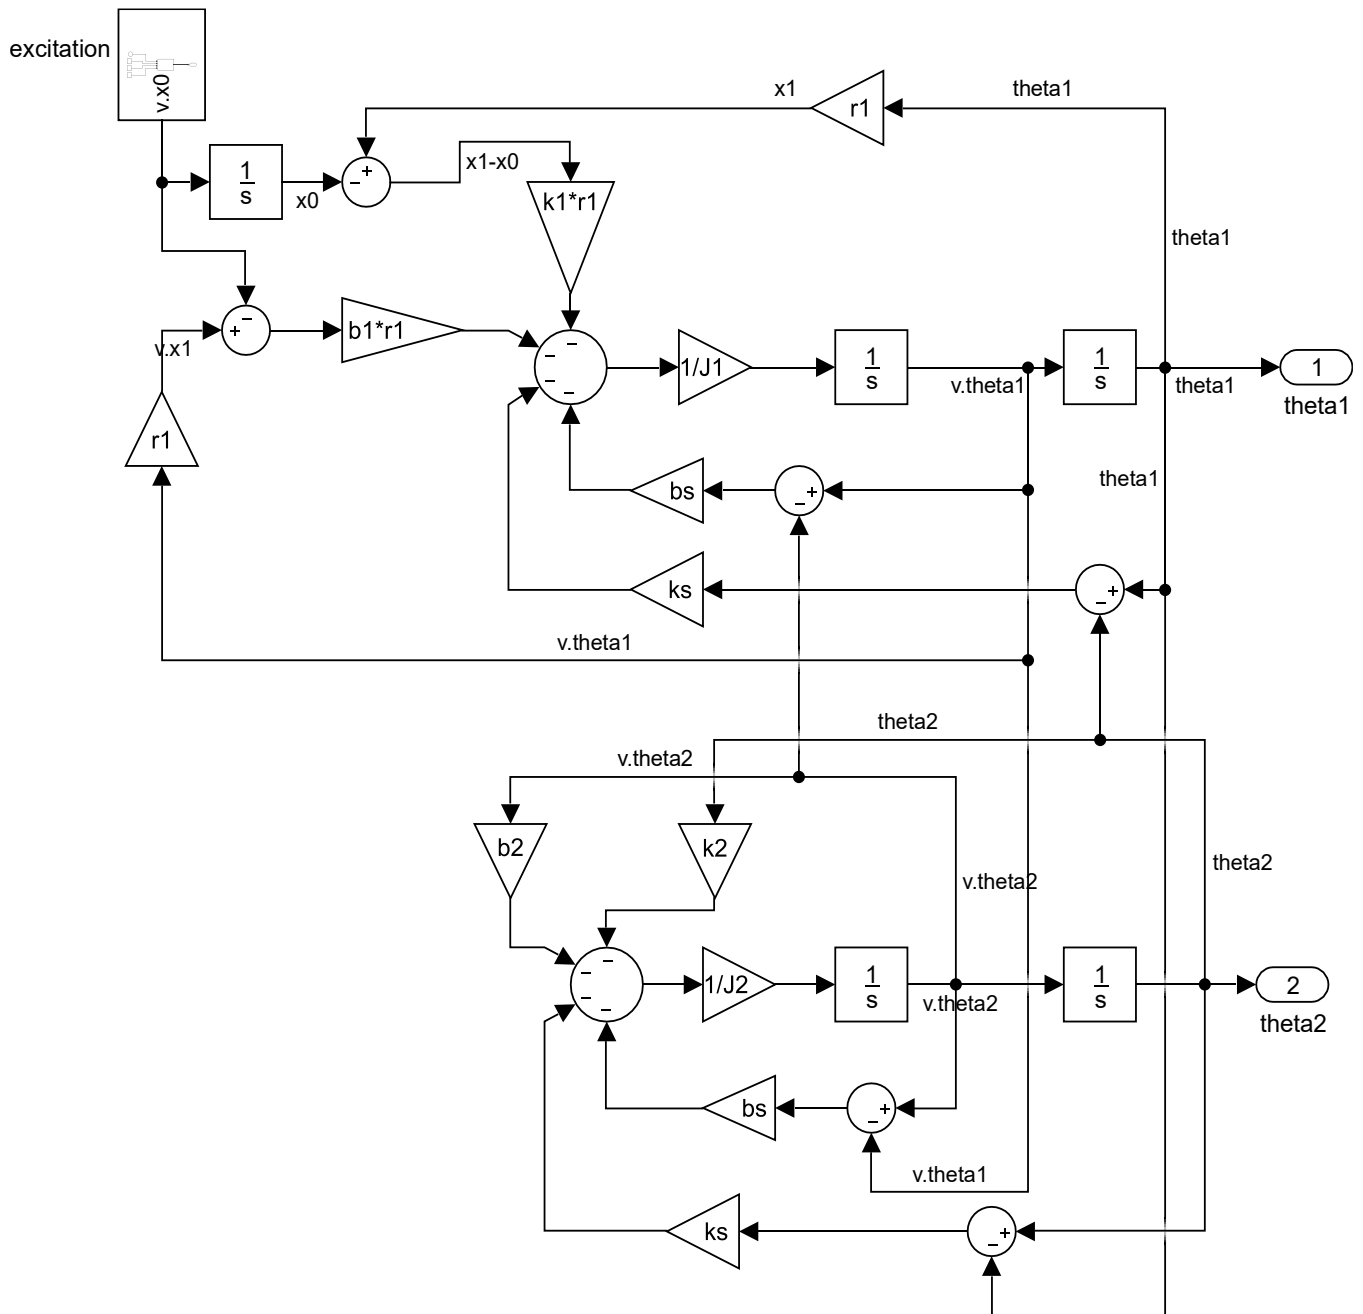 excitation
v.x0
x1
theta1
r1
1
s
x0
- +
x1-x0
k1*r1
theta1
+ -
b1*r1
v.x1
- -
- -
1/J1
1
s
v.theta1
1
s
theta1
1
theta1
r1
bs
- +
theta1
ks
- +
v.theta1
theta2
v.theta2
b2
k2
v.theta2
theta2
- -
- -
1/J2
1
s
v.theta2
1
s
2
theta2
bs
- +
v.theta1
ks
- +